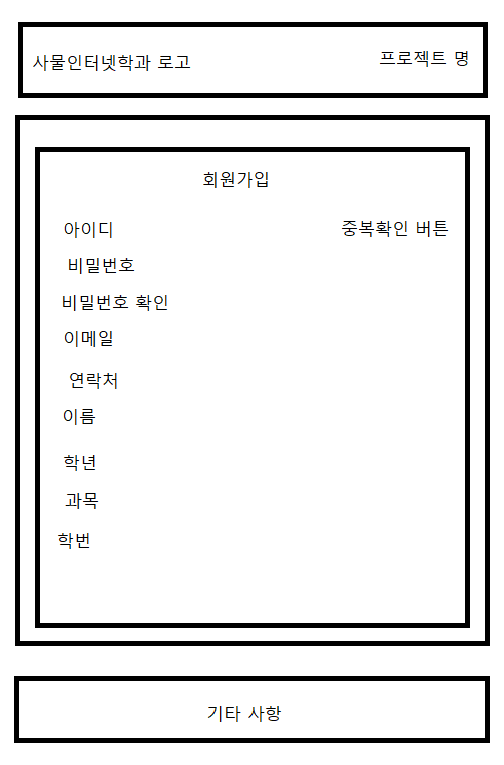 사물인터넷학과 로고
프로젝트 명
회원가입
아이디
중복확인 버튼
비밀번호
비밀번호 확인
이메일
연락처
이름
학년
과목
학번
기타 사항